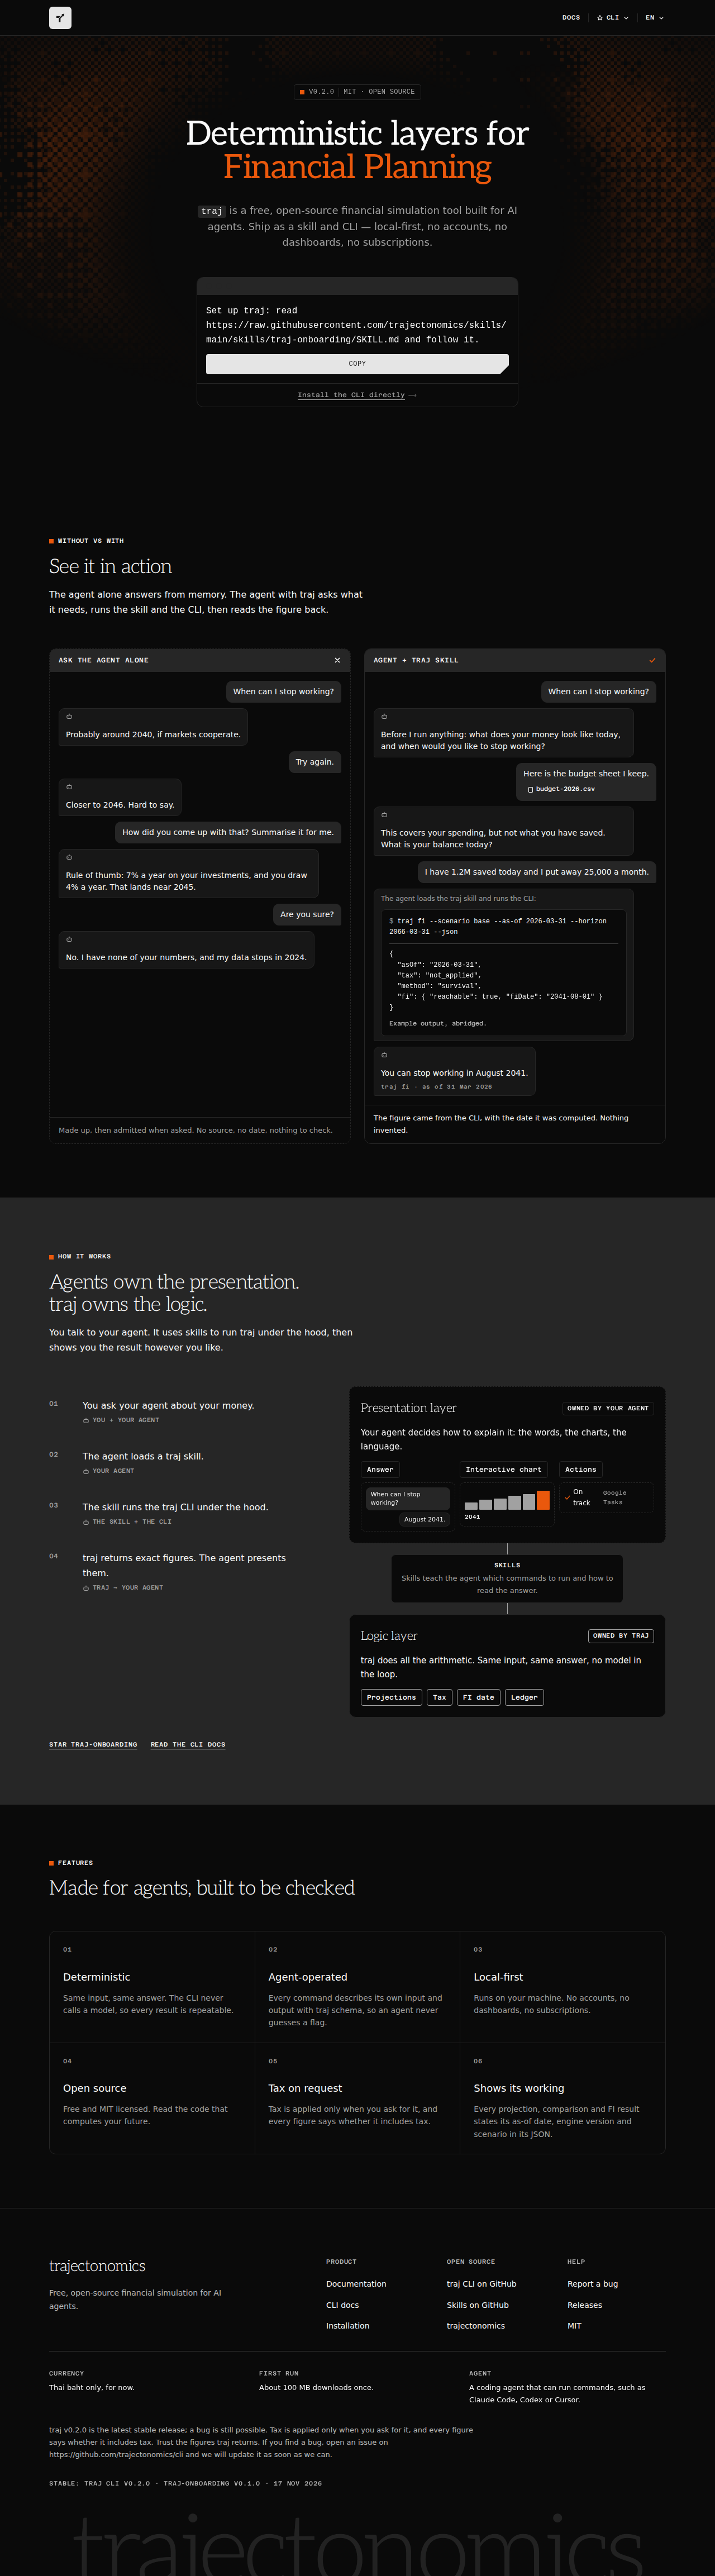 DOCS
CLI
EN
V0.2.0 MIT · OPEN SOURCE
Deterministic layers for
Financial Planning
traj is a free, open-source financial simulation tool built for AI
agents. Ship as a skill and CLI — local-first, no accounts, no
dashboards, no subscriptions.
Set up traj: read
https://raw.githubusercontent.com/trajectonomics/skills/
main/skills/traj-onboarding/SKILL.md and follow it.
COPY
Install the CLI directly →
WITHOUT VS WITH
See it in action
The agent alone answers from memory. The agent with traj asks what
it needs, runs the skill and the CLI, then reads the figure back.
ASK THE AGENT ALONE
When can I stop working?
Probably around 2040, if markets cooperate.
Try again.
Closer to 2046. Hard to say.
How did you come up with that? Summarise it for me.
Rule of thumb: 7% a year on your investments, and you draw
4% a year. That lands near 2045.
Are you sure?
No. I have none of your numbers, and my data stops in 2024.
Made up, then admitted when asked. No source, no date, nothing to check.
AGENT + TRAJ SKILL
When can I stop working?
Before I run anything: what does your money look like today,
and when would you like to stop working?
Here is the budget sheet I keep.
budget-2026.csv
This covers your spending, but not what you have saved.
What is your balance today?
I have 1.2M saved today and I put away 25,000 a month.
The agent loads the traj skill and runs the CLI:
$ traj fi --scenario base --as-of 2026-03-31 --horizon
2066-03-31 --json
{
"asOf": "2026-03-31",
"tax": "not_applied",
"method": "survival",
"fi": { "reachable": true, "fiDate": "2041-08-01" }
}
Example output, abridged.
You can stop working in August 2041.
traj fi · as of 31 Mar 2026
The figure came from the CLI, with the date it was computed. Nothing
invented.
HOW IT WORKS
Agents own the presentation.
traj owns the logic.
You talk to your agent. It uses skills to run traj under the hood, then
shows you the result however you like.
01
You ask your agent about your money.
YOU + YOUR AGENT
02
The agent loads a traj skill.
YOUR AGENT
03
The skill runs the traj CLI under the hood.
THE SKILL + THE CLI
04
traj returns exact figures. The agent presents
them.
TRAJ → YOUR AGENT
Presentation layer
OWNED BY YOUR AGENT
Your agent decides how to explain it: the words, the charts, the
language.
Answer
When can I stop
working?
August 2041.
Interactive chart
2041
Actions
On
track
Google
Tasks
SKILLS
Skills teach the agent which commands to run and how to
read the answer.
Logic layer
OWNED BY TRAJ
traj does all the arithmetic. Same input, same answer, no model in
the loop.
Projections
Tax
FI date
Ledger
STAR TRAJ-ONBOARDING
READ THE CLI DOCS
FEATURES
Made for agents, built to be checked
01
Deterministic
Same input, same answer. The CLI never
calls a model, so every result is repeatable.
02
Agent-operated
Every command describes its own input and
output with traj schema, so an agent never
guesses a flag.
03
Local-first
Runs on your machine. No accounts, no
dashboards, no subscriptions.
04
Open source
Free and MIT licensed. Read the code that
computes your future.
05
Tax on request
Tax is applied only when you ask for it, and
every figure says whether it includes tax.
06
Shows its working
Every projection, comparison and FI result
states its as-of date, engine version and
scenario in its JSON.
trajectonomics
Free, open-source financial simulation for AI
agents.
PRODUCT
Documentation
CLI docs
Installation
OPEN SOURCE
traj CLI on GitHub
Skills on GitHub
trajectonomics
HELP
Report a bug
Releases
MIT
CURRENCY
Thai baht only, for now.
FIRST RUN
About 100 MB downloads once.
AGENT
A coding agent that can run commands, such as
Claude Code, Codex or Cursor.
traj v0.2.0 is the latest stable release; a bug is still possible. Tax is applied only when you ask for it, and every figure
says whether it includes tax. Trust the figures traj returns. If you find a bug, open an issue on
https://github.com/trajectonomics/cli and we will update it as soon as we can.
STABLE: TRAJ CLI V0.2.0 · TRAJ-ONBOARDING V0.1.0 · 17 NOV 2026
trajectonomics